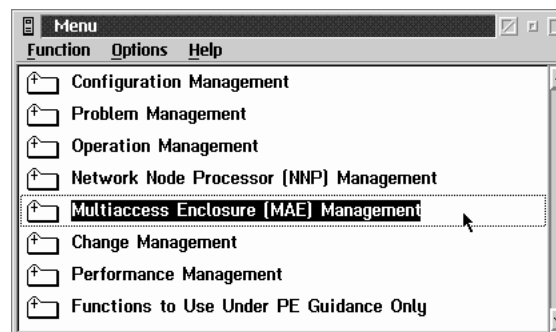 Menu
Function Options Help
Configuration Management
Problem Management
Operation Management
Network Node Processor (NNP) Management
Multiaccess Enclosure (MAE) Management
Change Management
Performance Management
Functions to Use Under PE Guidance Only